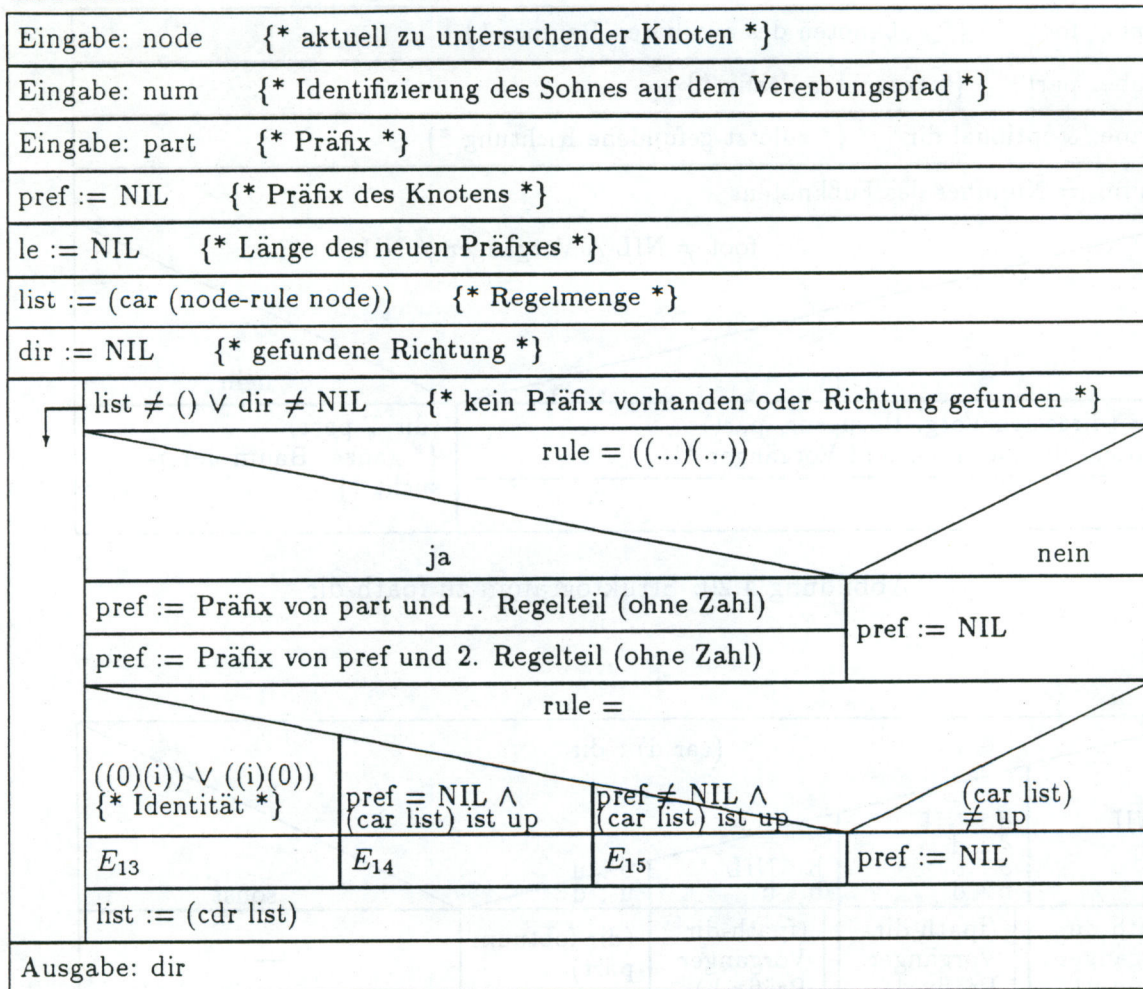 Eingabe: node {* aktuell zu untersuchender Knoten *}
Eingabe: num {* Identifizierung des Sohnes auf dem Vererbungspfad *}
Eingabe: part {* Präfix *}
pref := NIL {* Präfix des Knotens *}
le := NIL {* Länge des neuen Präfixes *}
list := (car (node-rule node)) {* Regelmenge *}
dir := NIL {* gefundene Richtung *}
list ≠ () ∨ dir ≠ NIL {* kein Präfix vorhanden oder Richtung gefunden *}
rule = ((...)(...))
ja nein
pref := Präfix von part und 1. Regelteil (ohne Zahl)
pref := NIL
pref := Präfix von pref und 2. Regelteil (ohne Zahl)
rule =
((0)(i)) ∨ ((i)(0))
{* Identität *}
pref = NIL ∧
(car list) ist up
pref ≠ NIL ∧
(car list) ist up
(car list)
≠ up
E13 E14 E15 pref := NIL
list := (cdr list)
Ausgabe: dir